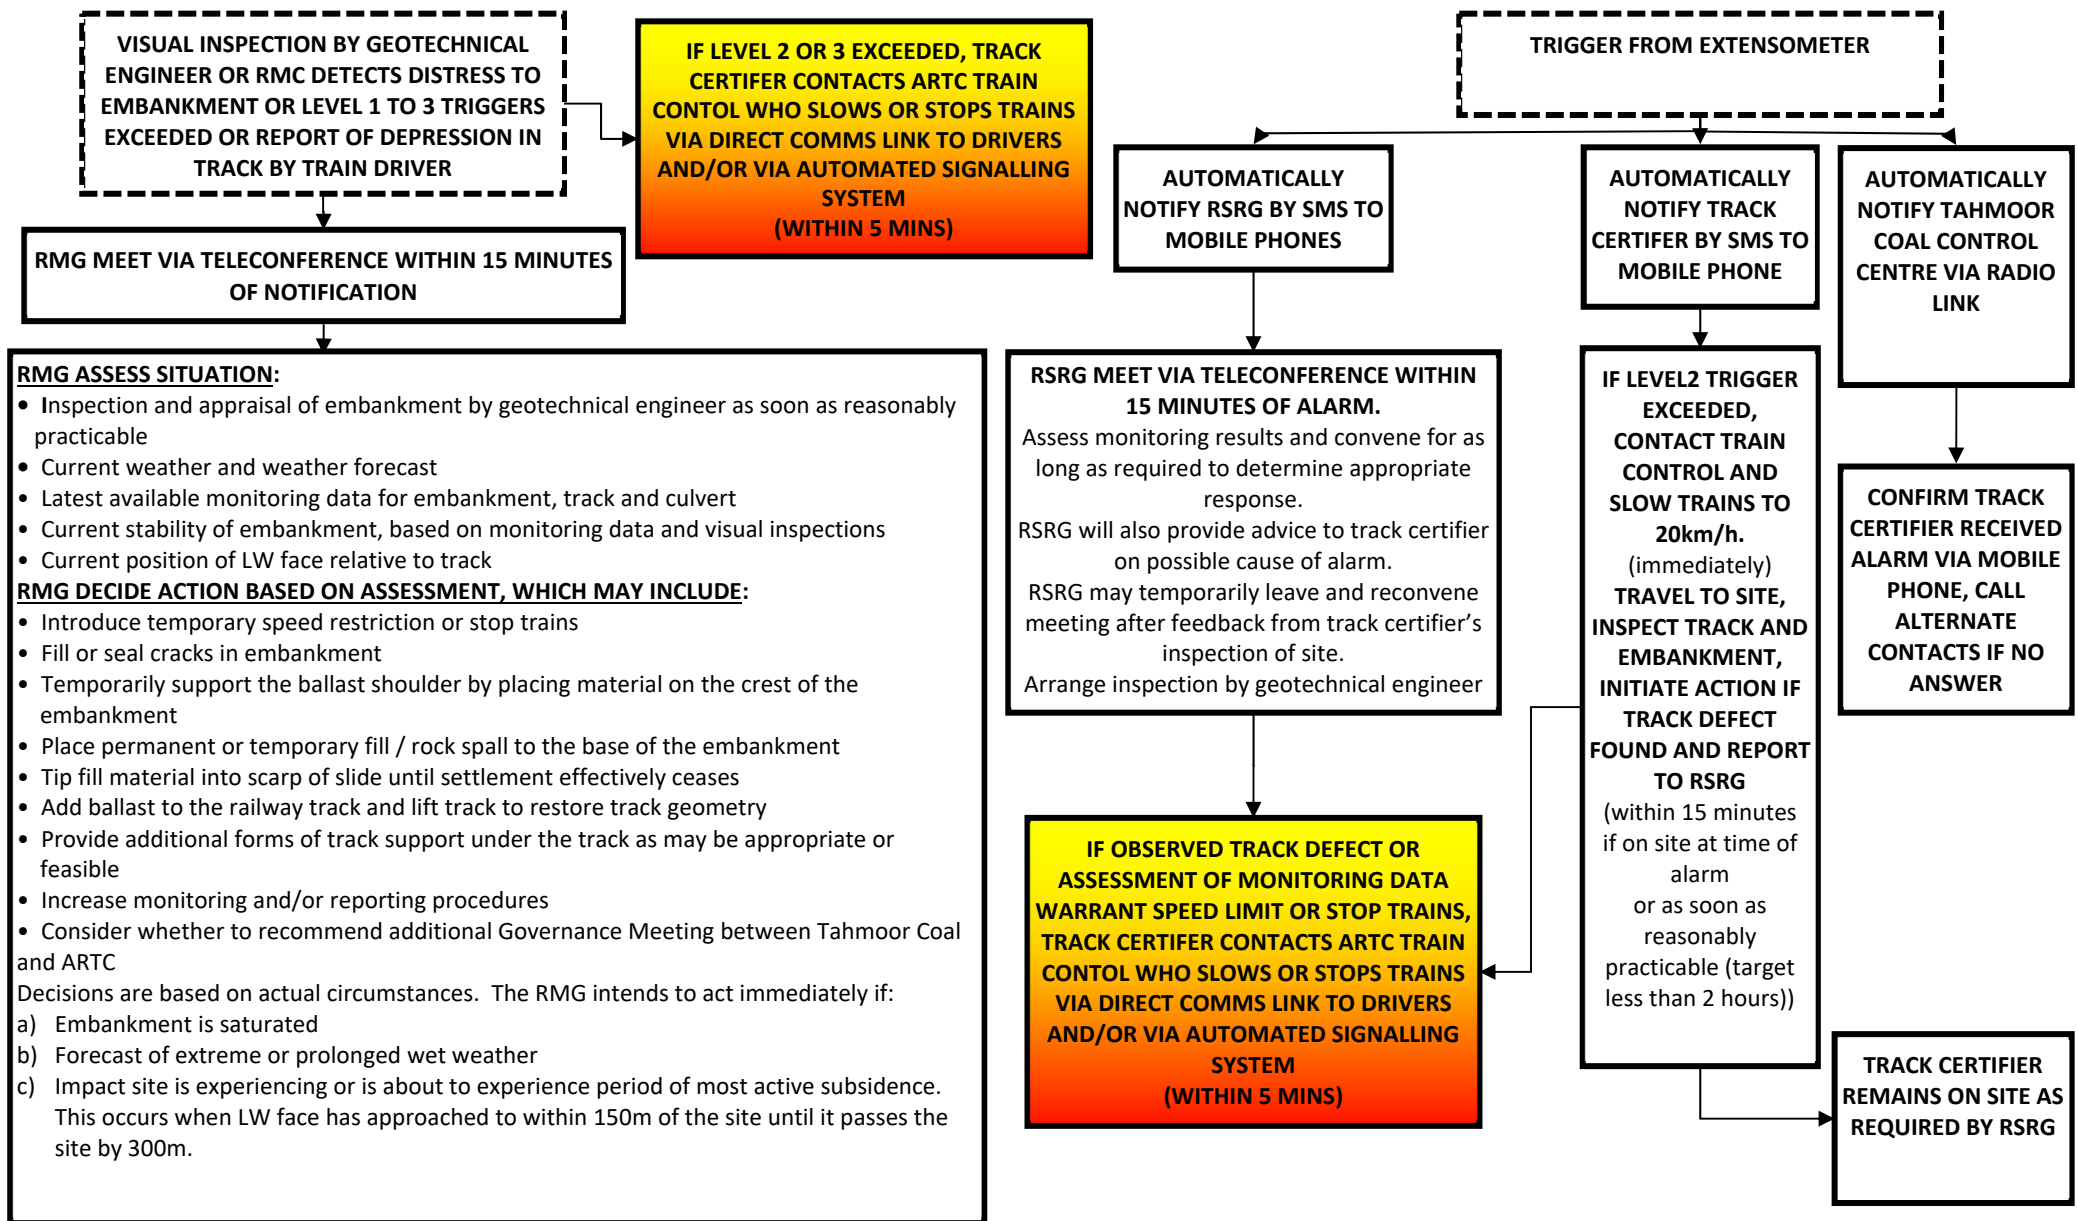 VISUAL INSPECTION BY GEOTECHNICAL
ENGINEER OR RMC DETECTS DISTRESS TO
EMBANKMENT OR LEVEL 1 TO 3 TRIGGERS
EXCEEDED OR REPORT OF DEPRESSION IN
TRACK BY TRAIN DRIVER
IF LEVEL 2 OR 3 EXCEEDED, TRACK
CERTIFER CONTACTS ARTC TRAIN
CONTOL WHO SLOWS OR STOPS TRAINS
VIA DIRECT COMMS LINK TO DRIVERS
AND/OR VIA AUTOMATED SIGNALLING
SYSTEM
(WITHIN 5 MINS)
RMG MEET VIA TELECONFERENCE WITHIN 15 MINUTES
OF NOTIFICATION
RMG ASSESS SITUATION:
• Inspection and appraisal of embankment by geotechnical engineer as soon as reasonably
practicable
• Current weather and weather forecast
• Latest available monitoring data for embankment, track and culvert
• Current stability of embankment, based on monitoring data and visual inspections
• Current position of LW face relative to track
RMG DECIDE ACTION BASED ON ASSESSMENT, WHICH MAY INCLUDE:
• Introduce temporary speed restriction or stop trains
• Fill or seal cracks in embankment
• Temporarily support the ballast shoulder by placing material on the crest of the
embankment
• Place permanent or temporary fill / rock spall to the base of the embankment
• Tip fill material into scarp of slide until settlement effectively ceases
• Add ballast to the railway track and lift track to restore track geometry
• Provide additional forms of track support under the track as may be appropriate or
feasible
• Increase monitoring and/or reporting procedures
• Consider whether to recommend additional Governance Meeting between Tahmoor Coal
and ARTC
Decisions are based on actual circumstances. The RMG intends to act immediately if:
a) Embankment is saturated
b) Forecast of extreme or prolonged wet weather
c) Impact site is experiencing or is about to experience period of most active subsidence.
This occurs when LW face has approached to within 150m of the site until it passes the
site by 300m.
TRIGGER FROM EXTENSOMETER
AUTOMATICALLY
NOTIFY RSRG BY SMS TO
MOBILE PHONES
RSRG MEET VIA TELECONFERENCE WITHIN
15 MINUTES OF ALARM.
Assess monitoring results and convene for as
long as required to determine appropriate
response.
RSRG will also provide advice to track certifier
on possible cause of alarm.
RSRG may temporarily leave and reconvene
meeting after feedback from track certifier's
inspection of site.
Arrange inspection by geotechnical engineer
IF OBSERVED TRACK DEFECT OR
ASSESSMENT OF MONITORING DATA
WARRANT SPEED LIMIT OR STOP TRAINS,
TRACK CERTIFER CONTACTS ARTC TRAIN
CONTOL WHO SLOWS OR STOPS TRAINS
VIA DIRECT COMMS LINK TO DRIVERS
AND/OR VIA AUTOMATED SIGNALLING
SYSTEM
(WITHIN 5 MINS)
AUTOMATICALLY
NOTIFY TRACK
CERTIFER BY SMS TO
MOBILE PHONE
IF LEVEL2 TRIGGER
EXCEEDED,
CONTACT TRAIN
CONTROL AND
SLOW TRAINS TO
20km/h.
(immediately)
TRAVEL TO SITE,
INSPECT TRACK AND
EMBANKMENT,
INITIATE ACTION IF
TRACK DEFECT
FOUND AND REPORT
TO RSRG
(within 15 minutes
if on site at time of
alarm
or as soon as
reasonably
practicable (target
less than 2 hours))
AUTOMATICALLY
NOTIFY TAHMOOR
COAL CONTROL
CENTRE VIA RADIO
LINK
CONFIRM TRACK
CERTIFIER RECEIVED
ALARM VIA MOBILE
PHONE, CALL
ALTERNATE
CONTACTS IF NO
ANSWER
TRACK CERTIFIER
REMAINS ON SITE AS
REQUIRED BY RSRG